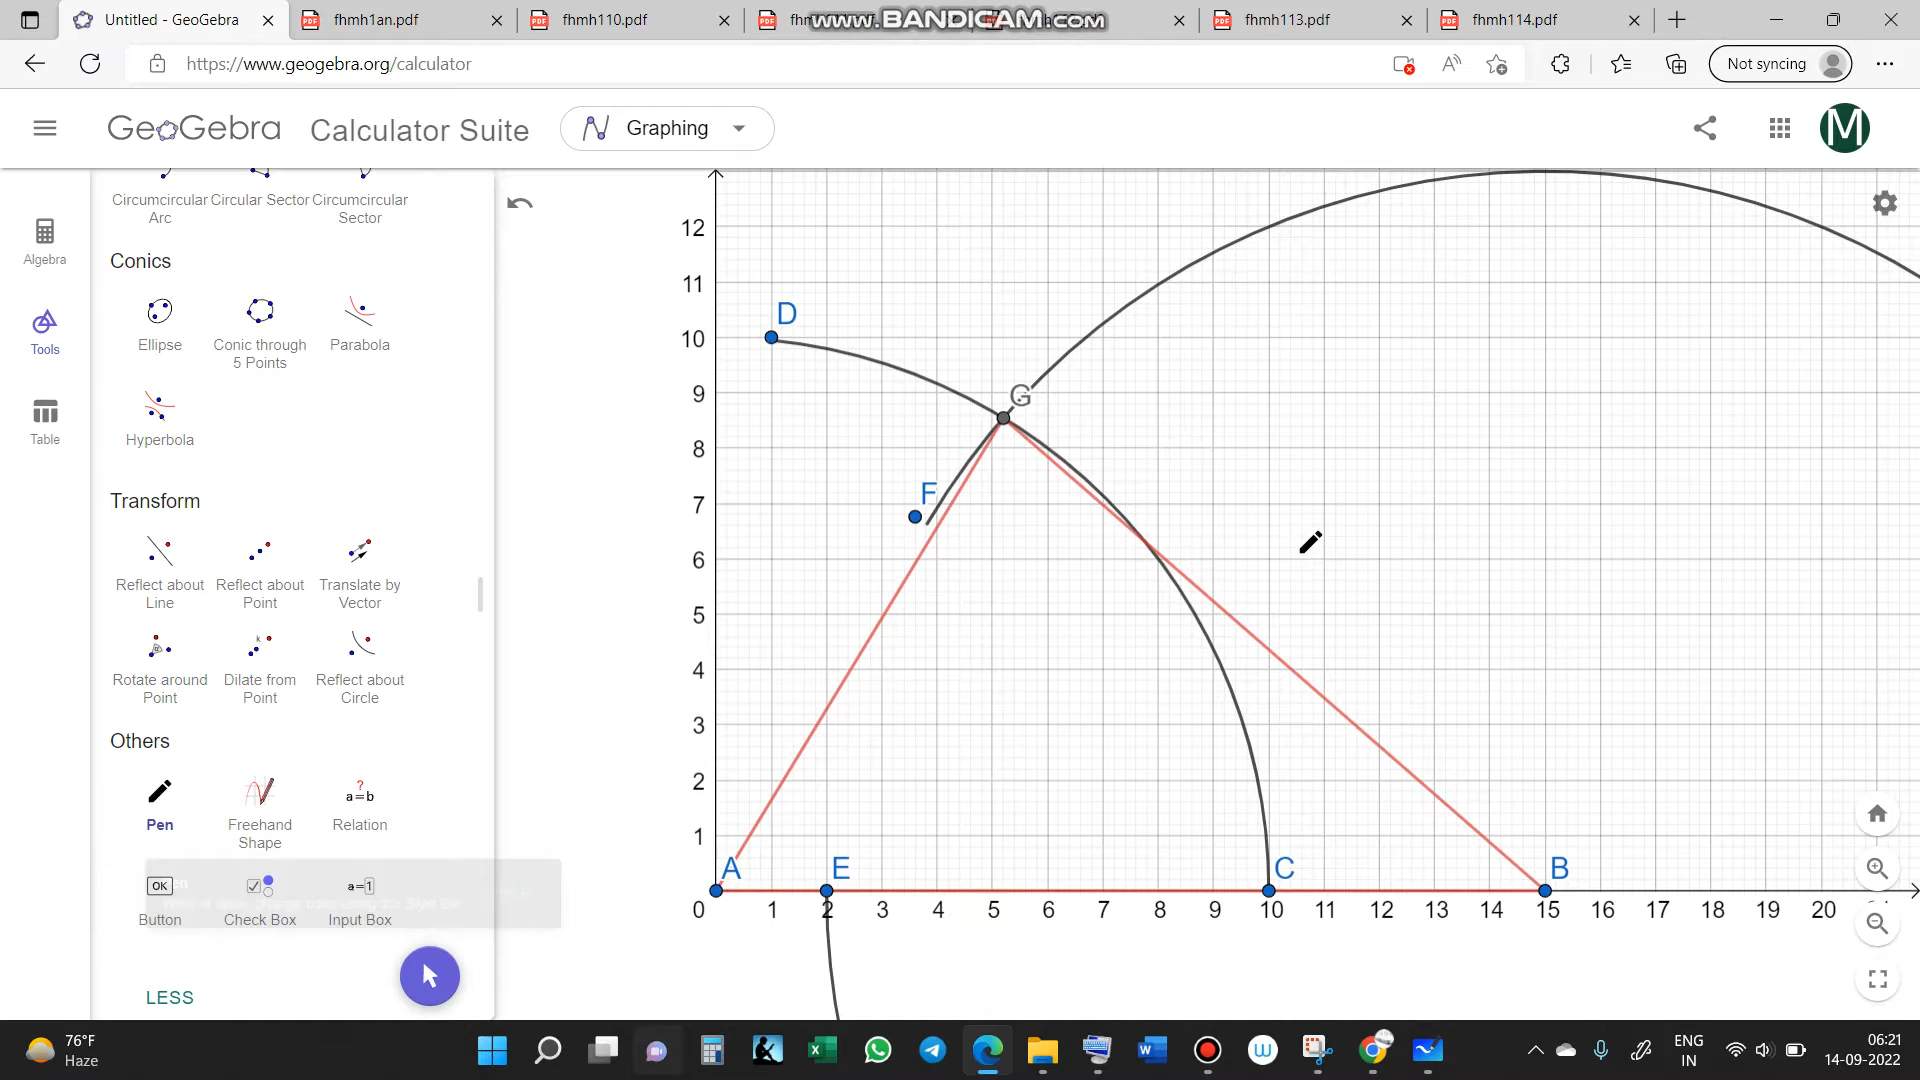 Untitled - GeoGebra
fhmh1an.pdf
fhmh110.pdf
www.BANDICAM.com
fhmh113.pdf
fhmh114.pdf
https://www.geogebra.org/calculator
Not syncing
GeoGebra Calculator Suite
Graphing
M
Algebra
Tools
Table
Circumcircular Arc
Circular Sector
Circumcircular Sector
Conics
Ellipse
Conic through 5 Points
Parabola
Hyperbola
Transform
Reflect about Line
Reflect about Point
Translate by Vector
Rotate around Point
Dilate from Point
Reflect about Circle
Others
Pen
Freehand Shape
a=b
Relation
OK
Button
Check Box
a=1
Input Box
LESS
12
11
10
9
8
7
6
5
4
3
2
1
D
G
F
A
E
C
B
0 1 2 3 4 5 6 7 8 9 10 11 12 13 14 15 16 17 18 19 20
76°F
Haze
ENG
IN
06:21
14-09-2022